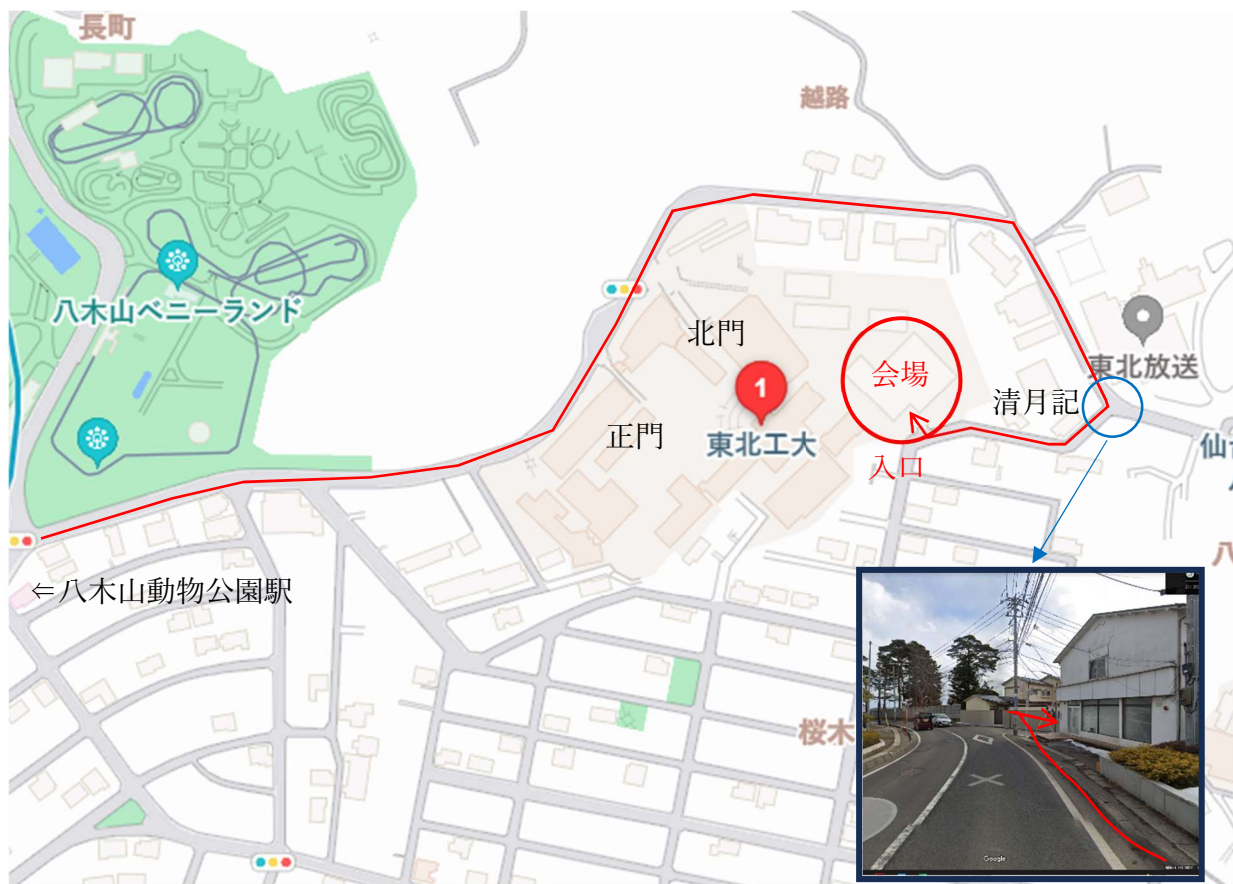 長町
越路
八木山ベニーランド
北門
1
会場
東北放送
清月記
正門
東北工大
入口
⇐八木山動物公園駅
桜木
Google